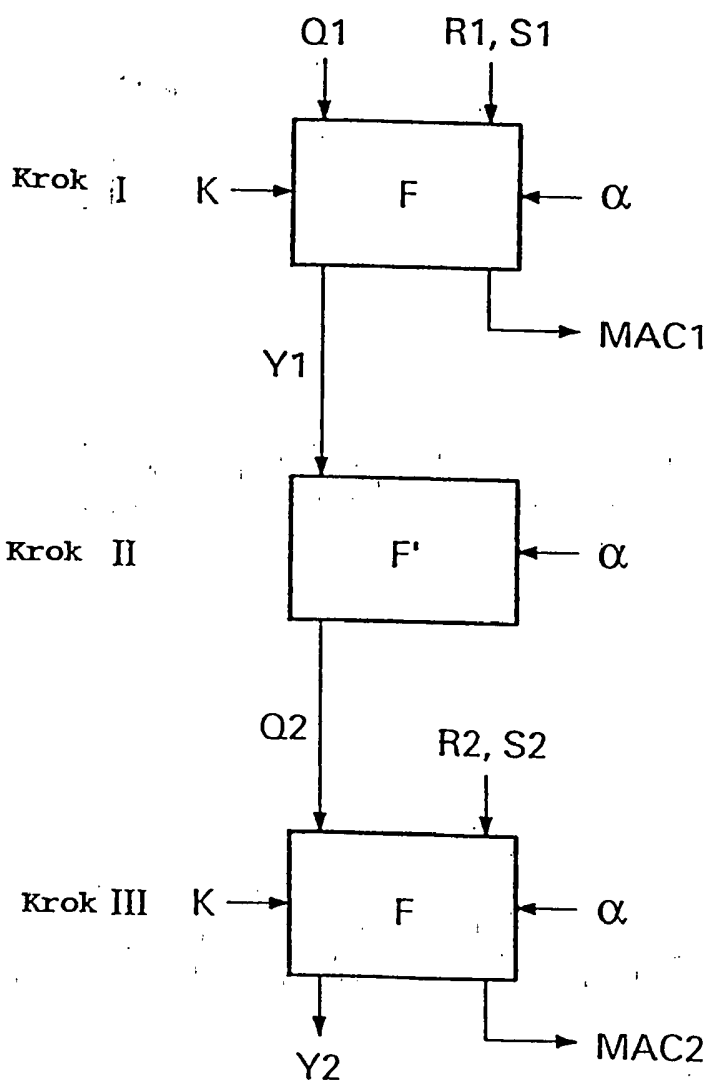 Q1 R1, S1
Krok I K F α
MAC1
Y1
Krok II F' α
Q2
R2, S2
Krok III K F α
MAC2
Y2